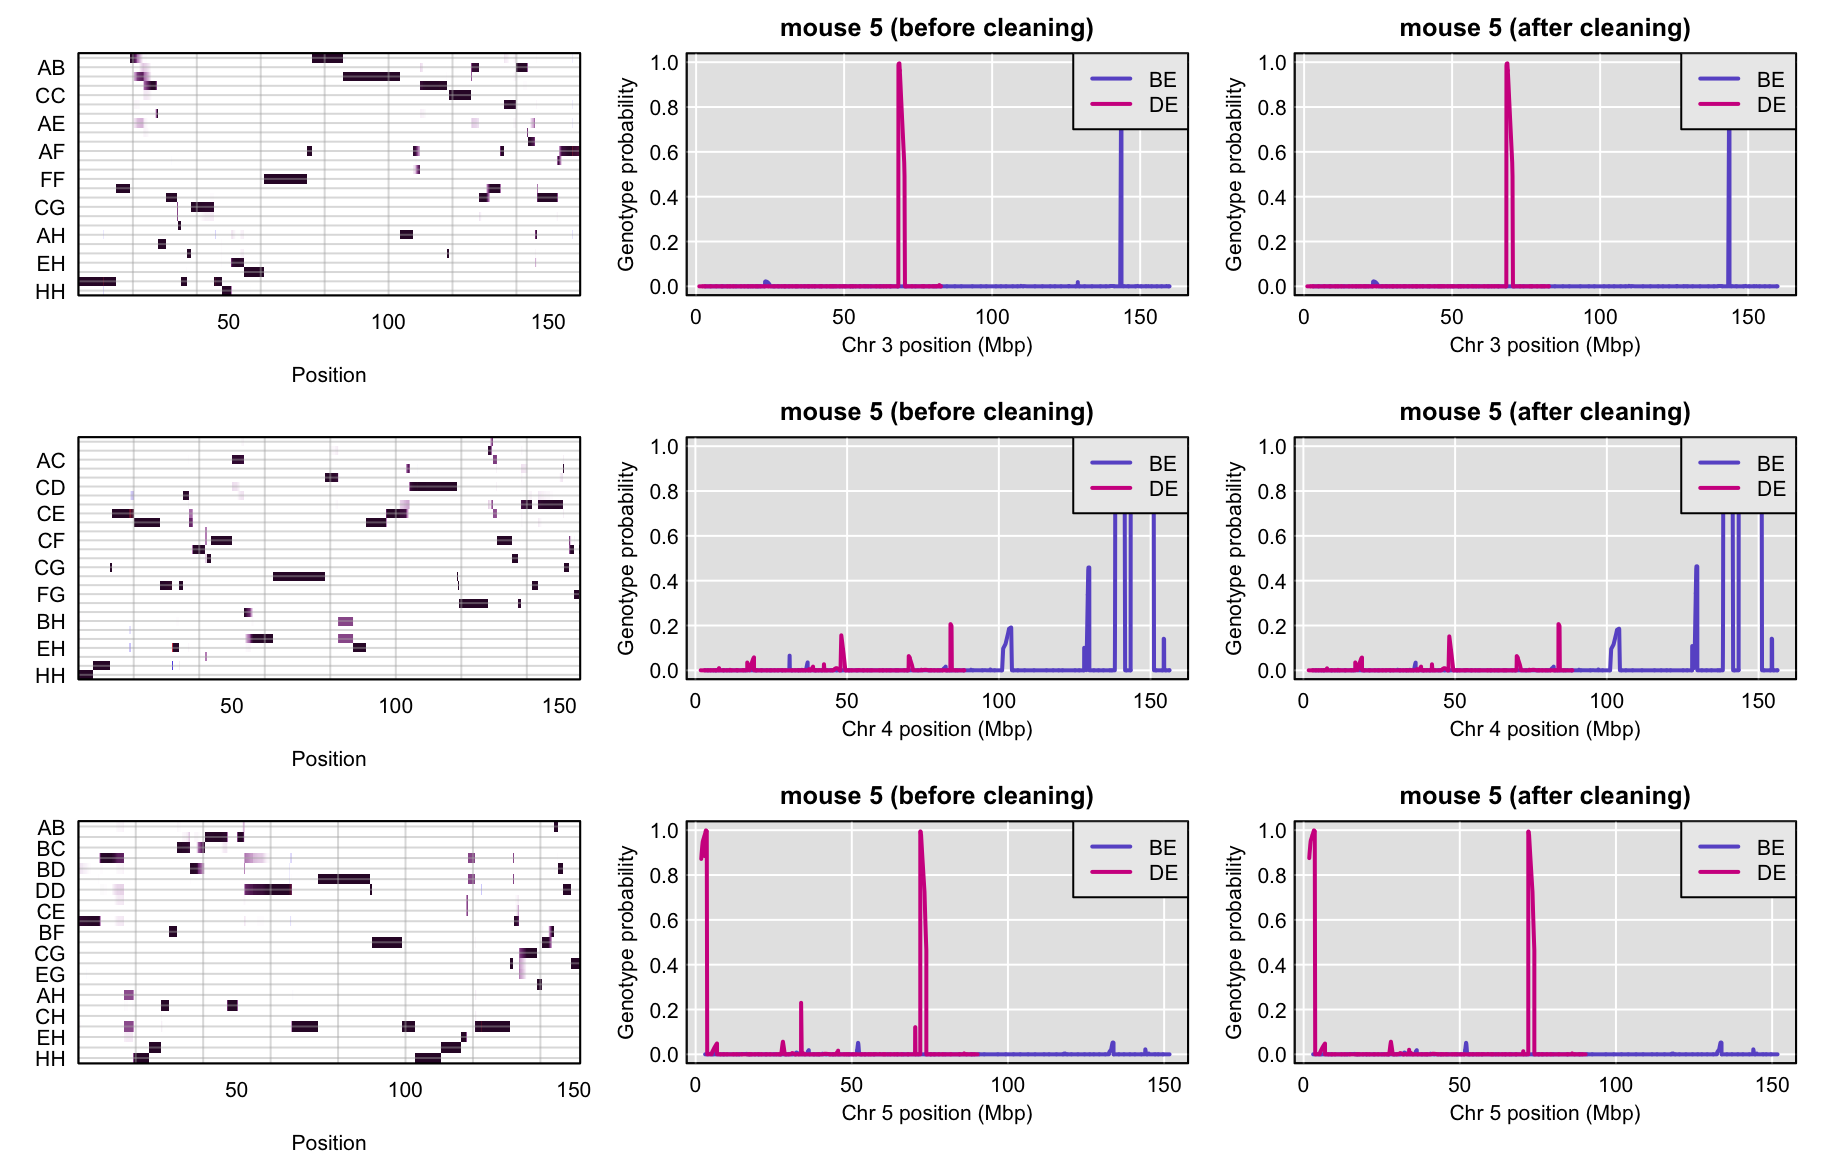 AB
CC
AE
AF
FF
CG
AH
EH
HH
50 100 150
Position
mouse 5 (before cleaning)
Genotype probability
1.0
0.8
0.6
0.4
0.2
0.0
BE
DE
0 50 100 150
Chr 3 position (Mbp)
mouse 5 (after cleaning)
Genotype probability
1.0
0.8
0.6
0.4
0.2
0.0
BE
DE
0 50 100 150
Chr 3 position (Mbp)
AC
CD
CE
CF
CG
FG
BH
EH
HH
50 100 150
Position
mouse 5 (before cleaning)
Genotype probability
1.0
0.8
0.6
0.4
0.2
0.0
BE
DE
0 50 100 150
Chr 4 position (Mbp)
mouse 5 (after cleaning)
Genotype probability
1.0
0.8
0.6
0.4
0.2
0.0
BE
DE
0 50 100 150
Chr 4 position (Mbp)
AB
BC
BD
DD
CE
BF
CG
EG
AH
CH
EH
HH
50 100 150
Position
mouse 5 (before cleaning)
Genotype probability
1.0
0.8
0.6
0.4
0.2
0.0
BE
DE
0 50 100 150
Chr 5 position (Mbp)
mouse 5 (after cleaning)
Genotype probability
1.0
0.8
0.6
0.4
0.2
0.0
BE
DE
0 50 100 150
Chr 5 position (Mbp)